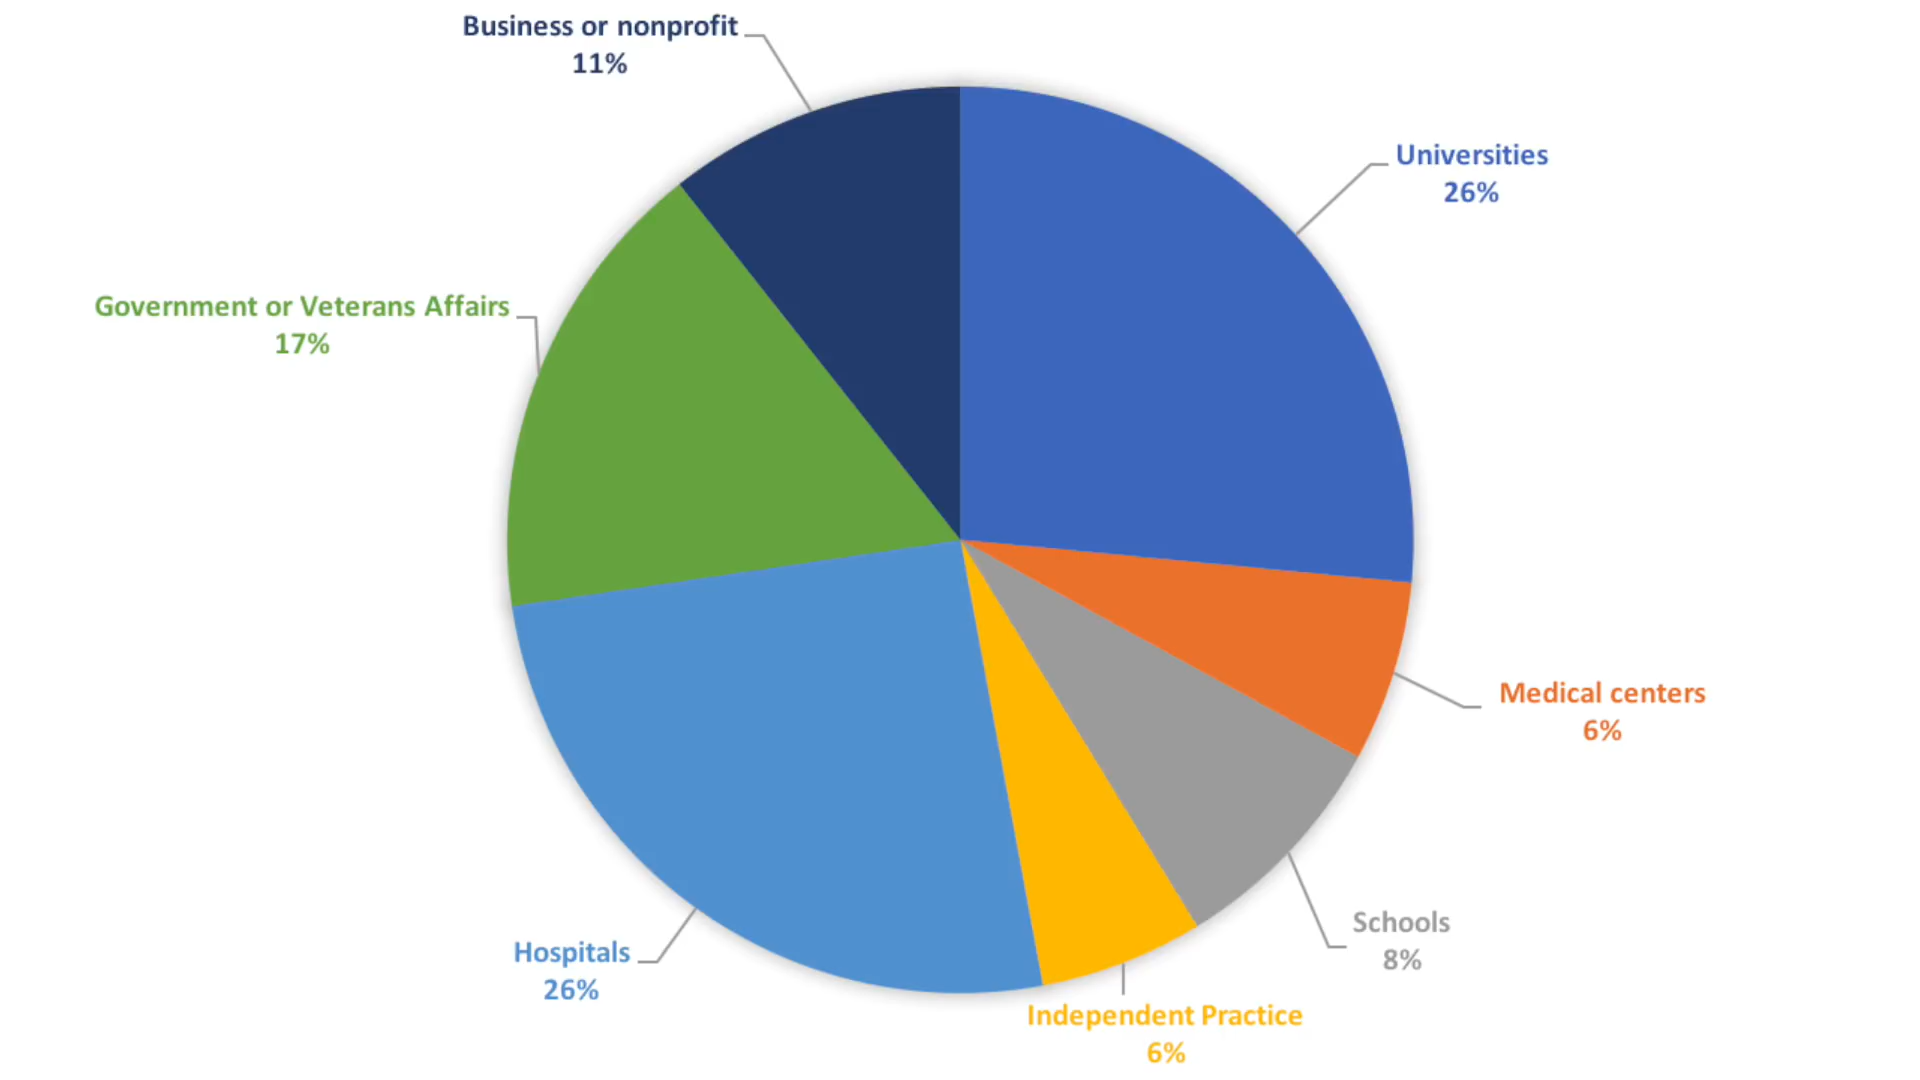 Business or nonprofit
11%
Universities
26%
Government or Veterans Affairs
17%
Medical centers
6%
Schools
8%
Hospitals
26%
Independent Practice
6%